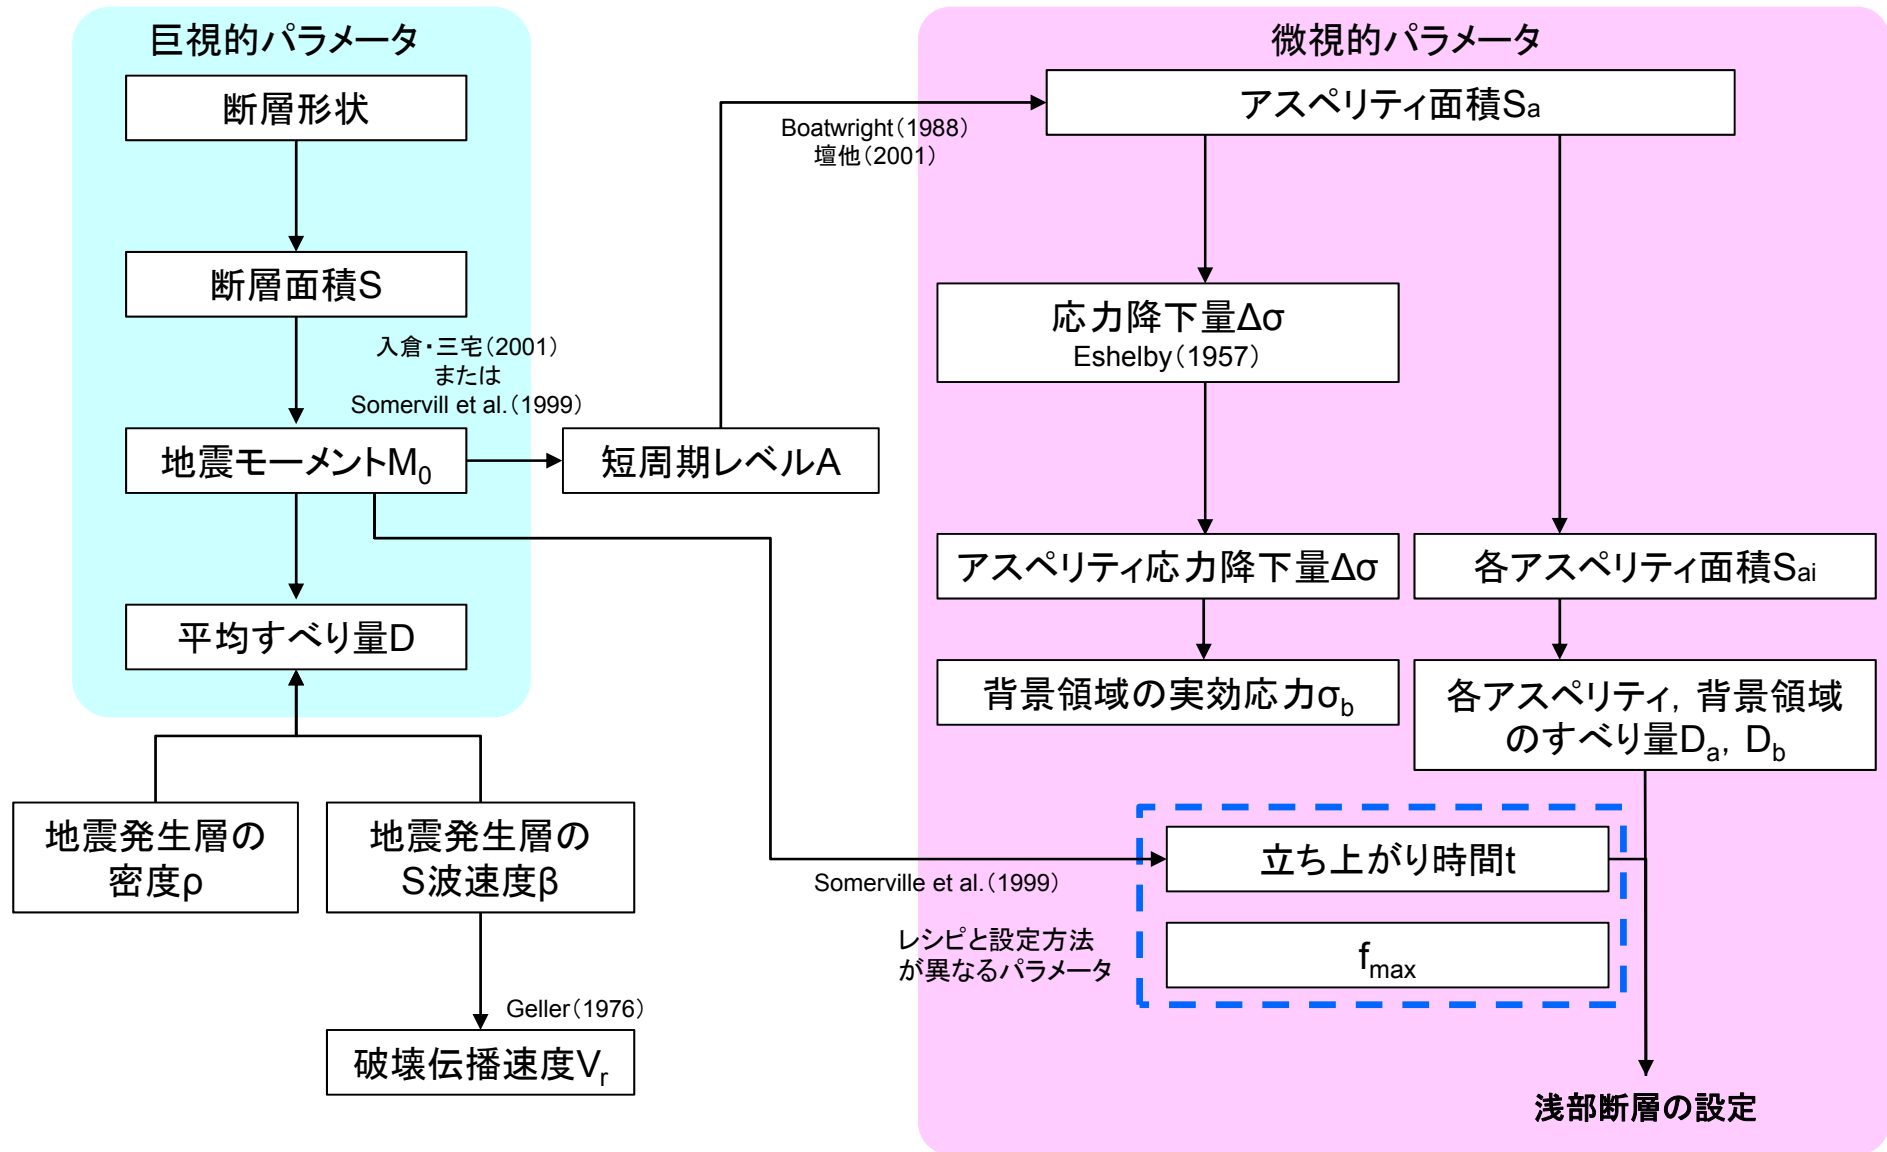 巨視的パラメータ
断層形状
断層面積S
入倉・三宅(2001)
または
Somervill et al.(1999)
地震モーメントM₀
短周期レベルA
平均すべり量D
地震発生層の
密度ρ
地震発生層の
S波速度β
Geller(1976)
破壊伝播速度Vr
微視的パラメータ
Boatwright(1988)
壇他(2001)
アスペリティ面積Sa
応力降下量Δσ
Eshelby(1957)
アスペリティ応力降下量Δσ
各アスペリティ面積Sai
背景領域の実効応力σb
各アスペリティ, 背景領域
のすべり量Da, Db
Somerville et al.(1999)
立ち上がり時間t
レシピと設定方法
が異なるパラメータ
fmax
浅部断層の設定